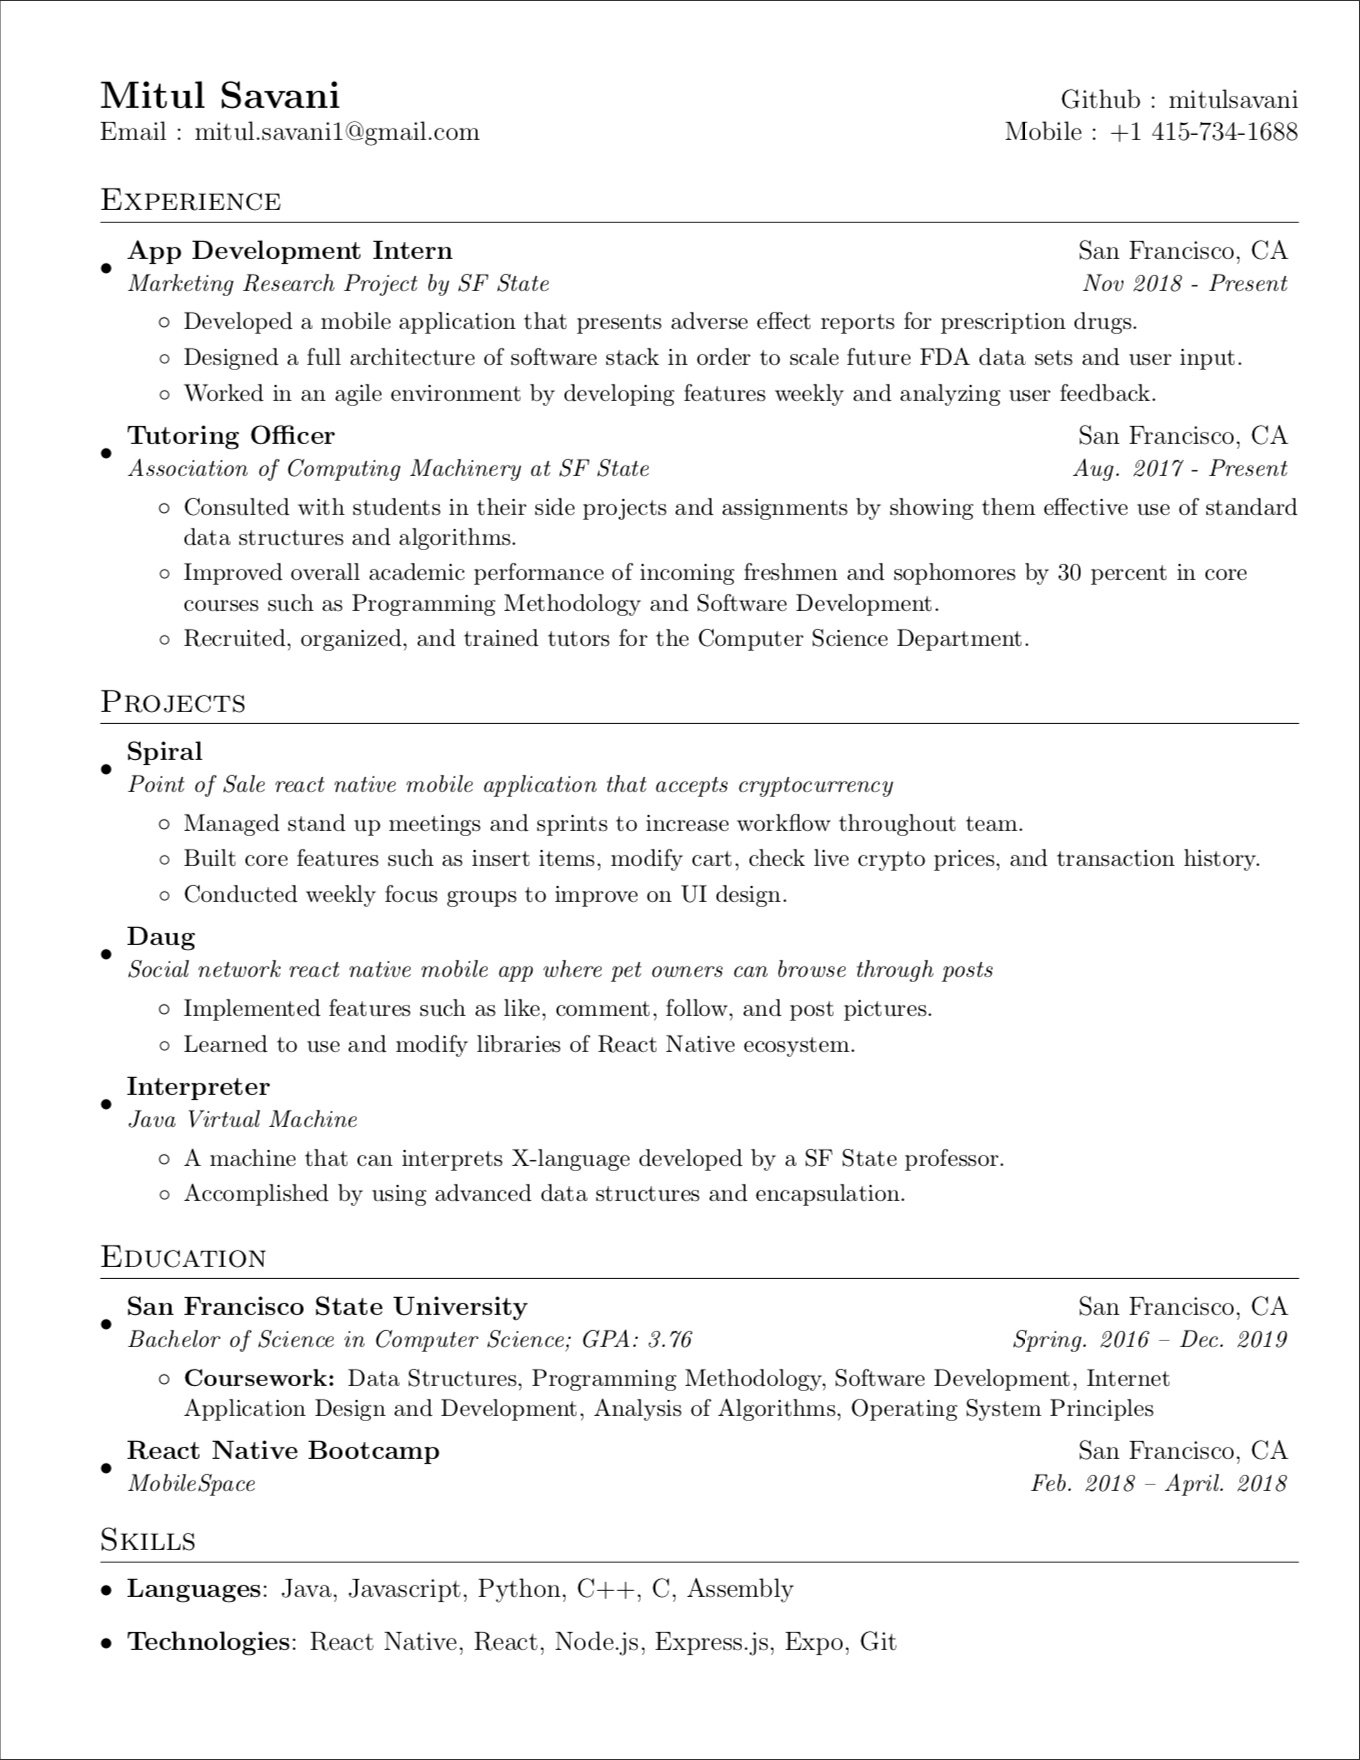 Mitul Savani
Github : mitulsavani
Email : mitul.savani1@gmail.com
Mobile : +1 415-734-1688
Experience
• App Development Intern
San Francisco, CA
Marketing Research Project by SF State
Nov 2018 - Present
◦ Developed a mobile application that presents adverse effect reports for prescription drugs.
◦ Designed a full architecture of software stack in order to scale future FDA data sets and user input.
◦ Worked in an agile environment by developing features weekly and analyzing user feedback.
• Tutoring Officer
San Francisco, CA
Association of Computing Machinery at SF State
Aug. 2017 - Present
◦ Consulted with students in their side projects and assignments by showing them effective use of standard
data structures and algorithms.
◦ Improved overall academic performance of incoming freshmen and sophomores by 30 percent in core
courses such as Programming Methodology and Software Development.
◦ Recruited, organized, and trained tutors for the Computer Science Department.
Projects
• Spiral
Point of Sale react native mobile application that accepts cryptocurrency
◦ Managed stand up meetings and sprints to increase workflow throughout team.
◦ Built core features such as insert items, modify cart, check live crypto prices, and transaction history.
◦ Conducted weekly focus groups to improve on UI design.
• Daug
Social network react native mobile app where pet owners can browse through posts
◦ Implemented features such as like, comment, follow, and post pictures.
◦ Learned to use and modify libraries of React Native ecosystem.
• Interpreter
Java Virtual Machine
◦ A machine that can interprets X-language developed by a SF State professor.
◦ Accomplished by using advanced data structures and encapsulation.
Education
• San Francisco State University
San Francisco, CA
Bachelor of Science in Computer Science; GPA: 3.76
Spring. 2016 – Dec. 2019
◦ Coursework: Data Structures, Programming Methodology, Software Development, Internet
Application Design and Development, Analysis of Algorithms, Operating System Principles
• React Native Bootcamp
San Francisco, CA
MobileSpace
Feb. 2018 – April. 2018
Skills
• Languages: Java, Javascript, Python, C++, C, Assembly
• Technologies: React Native, React, Node.js, Express.js, Expo, Git